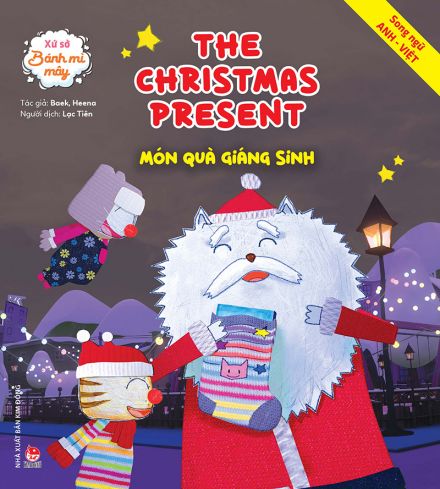 Xứ sở
Bánh mì
mây
Tác giả: Baek, Heena
Người dịch: Lạc Tiên
THE
CHRISTMAS
PRESENT
MÓN QUÀ GIÁNG SINH
Song ngữ
ANH - VIỆT
NHÀ XUẤT BẢN KIM ĐỒNG